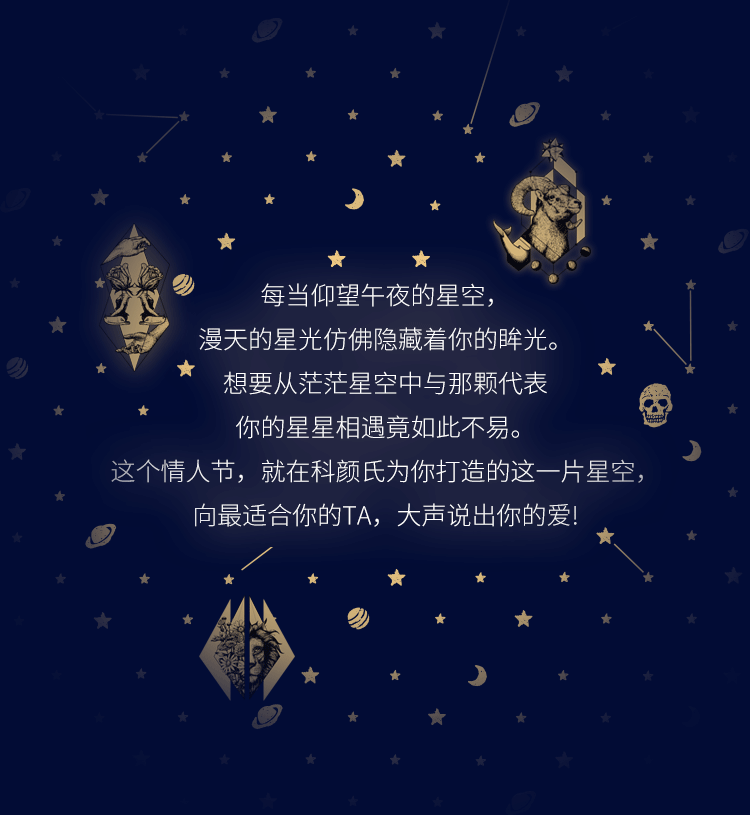 每当仰望午夜的星空，
漫天的星光仿佛隐藏着你的眸光。
想要从茫茫星空中与那颗代表
你的星星相遇竟如此不易。
这个情人节，就在科颜氏为你打造的这一片星空，
向最适合你的TA，大声说出你的爱!